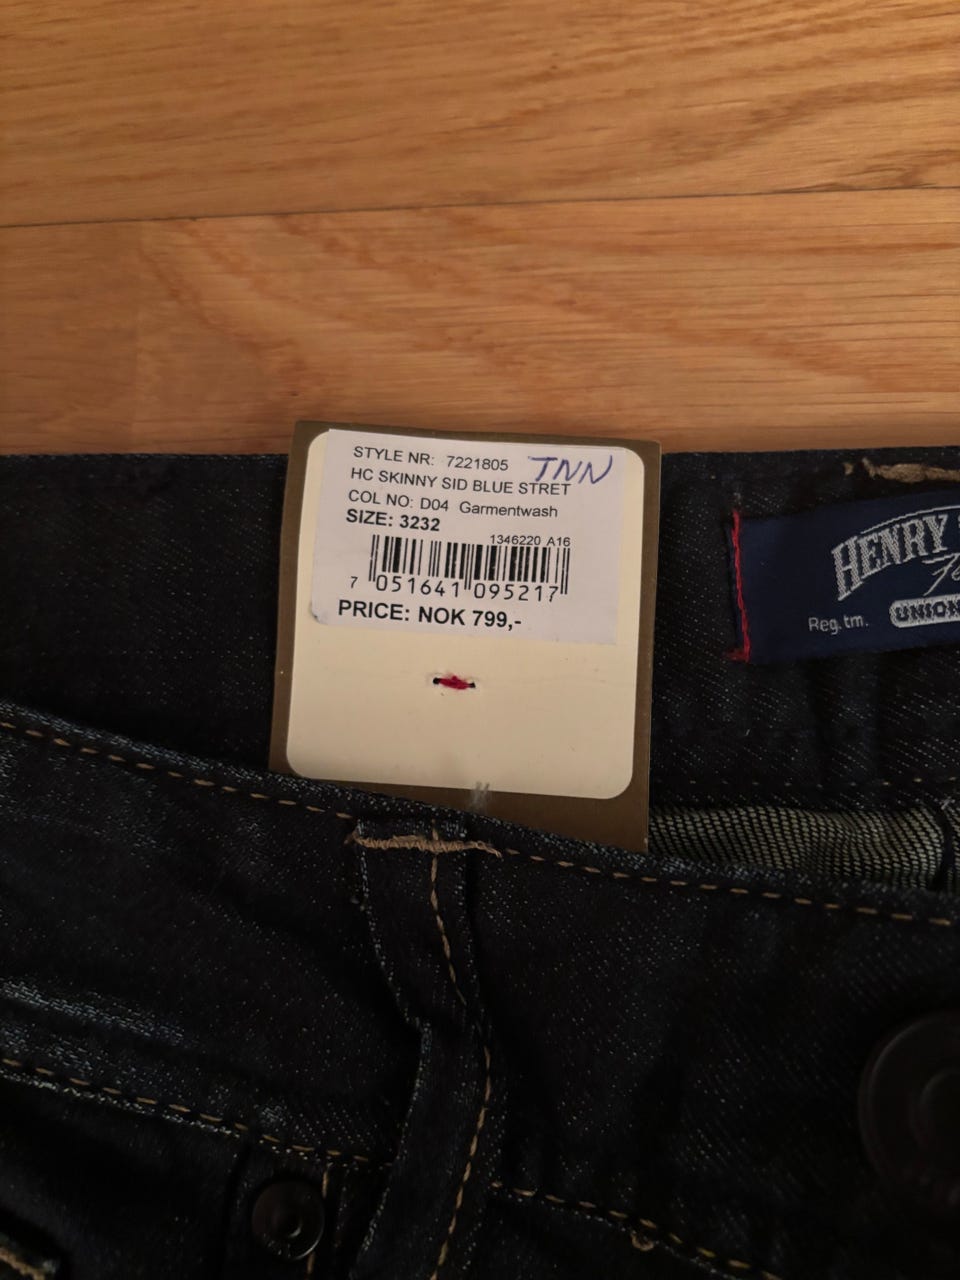 STYLE NR: 7221805 TNN
HC SKINNY SID BLUE STRET
COL NO: D04 Garmentwash
SIZE: 3232
1346220 A16
7 051641 095217
PRICE: NOK 799,-
HENRY
Reg. tm.
UNION